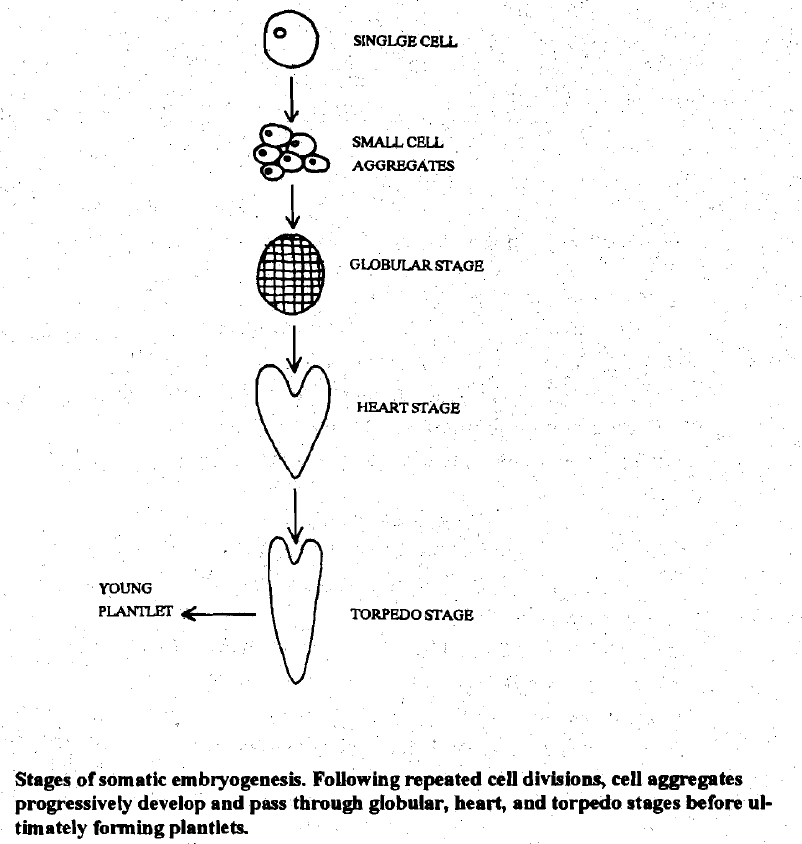 SINGLGE CELL
SMALL CELL
AGGREGATES
GLOBULAR STAGE
HEART STAGE
YOUNG
PLANTLET
TORPEDO STAGE
Stages of somatic embryogenesis. Following repeated cell divisions, cell aggregates
progressively develop and pass through globular, heart, and torpedo stages before ul-
timately forming plantlets.